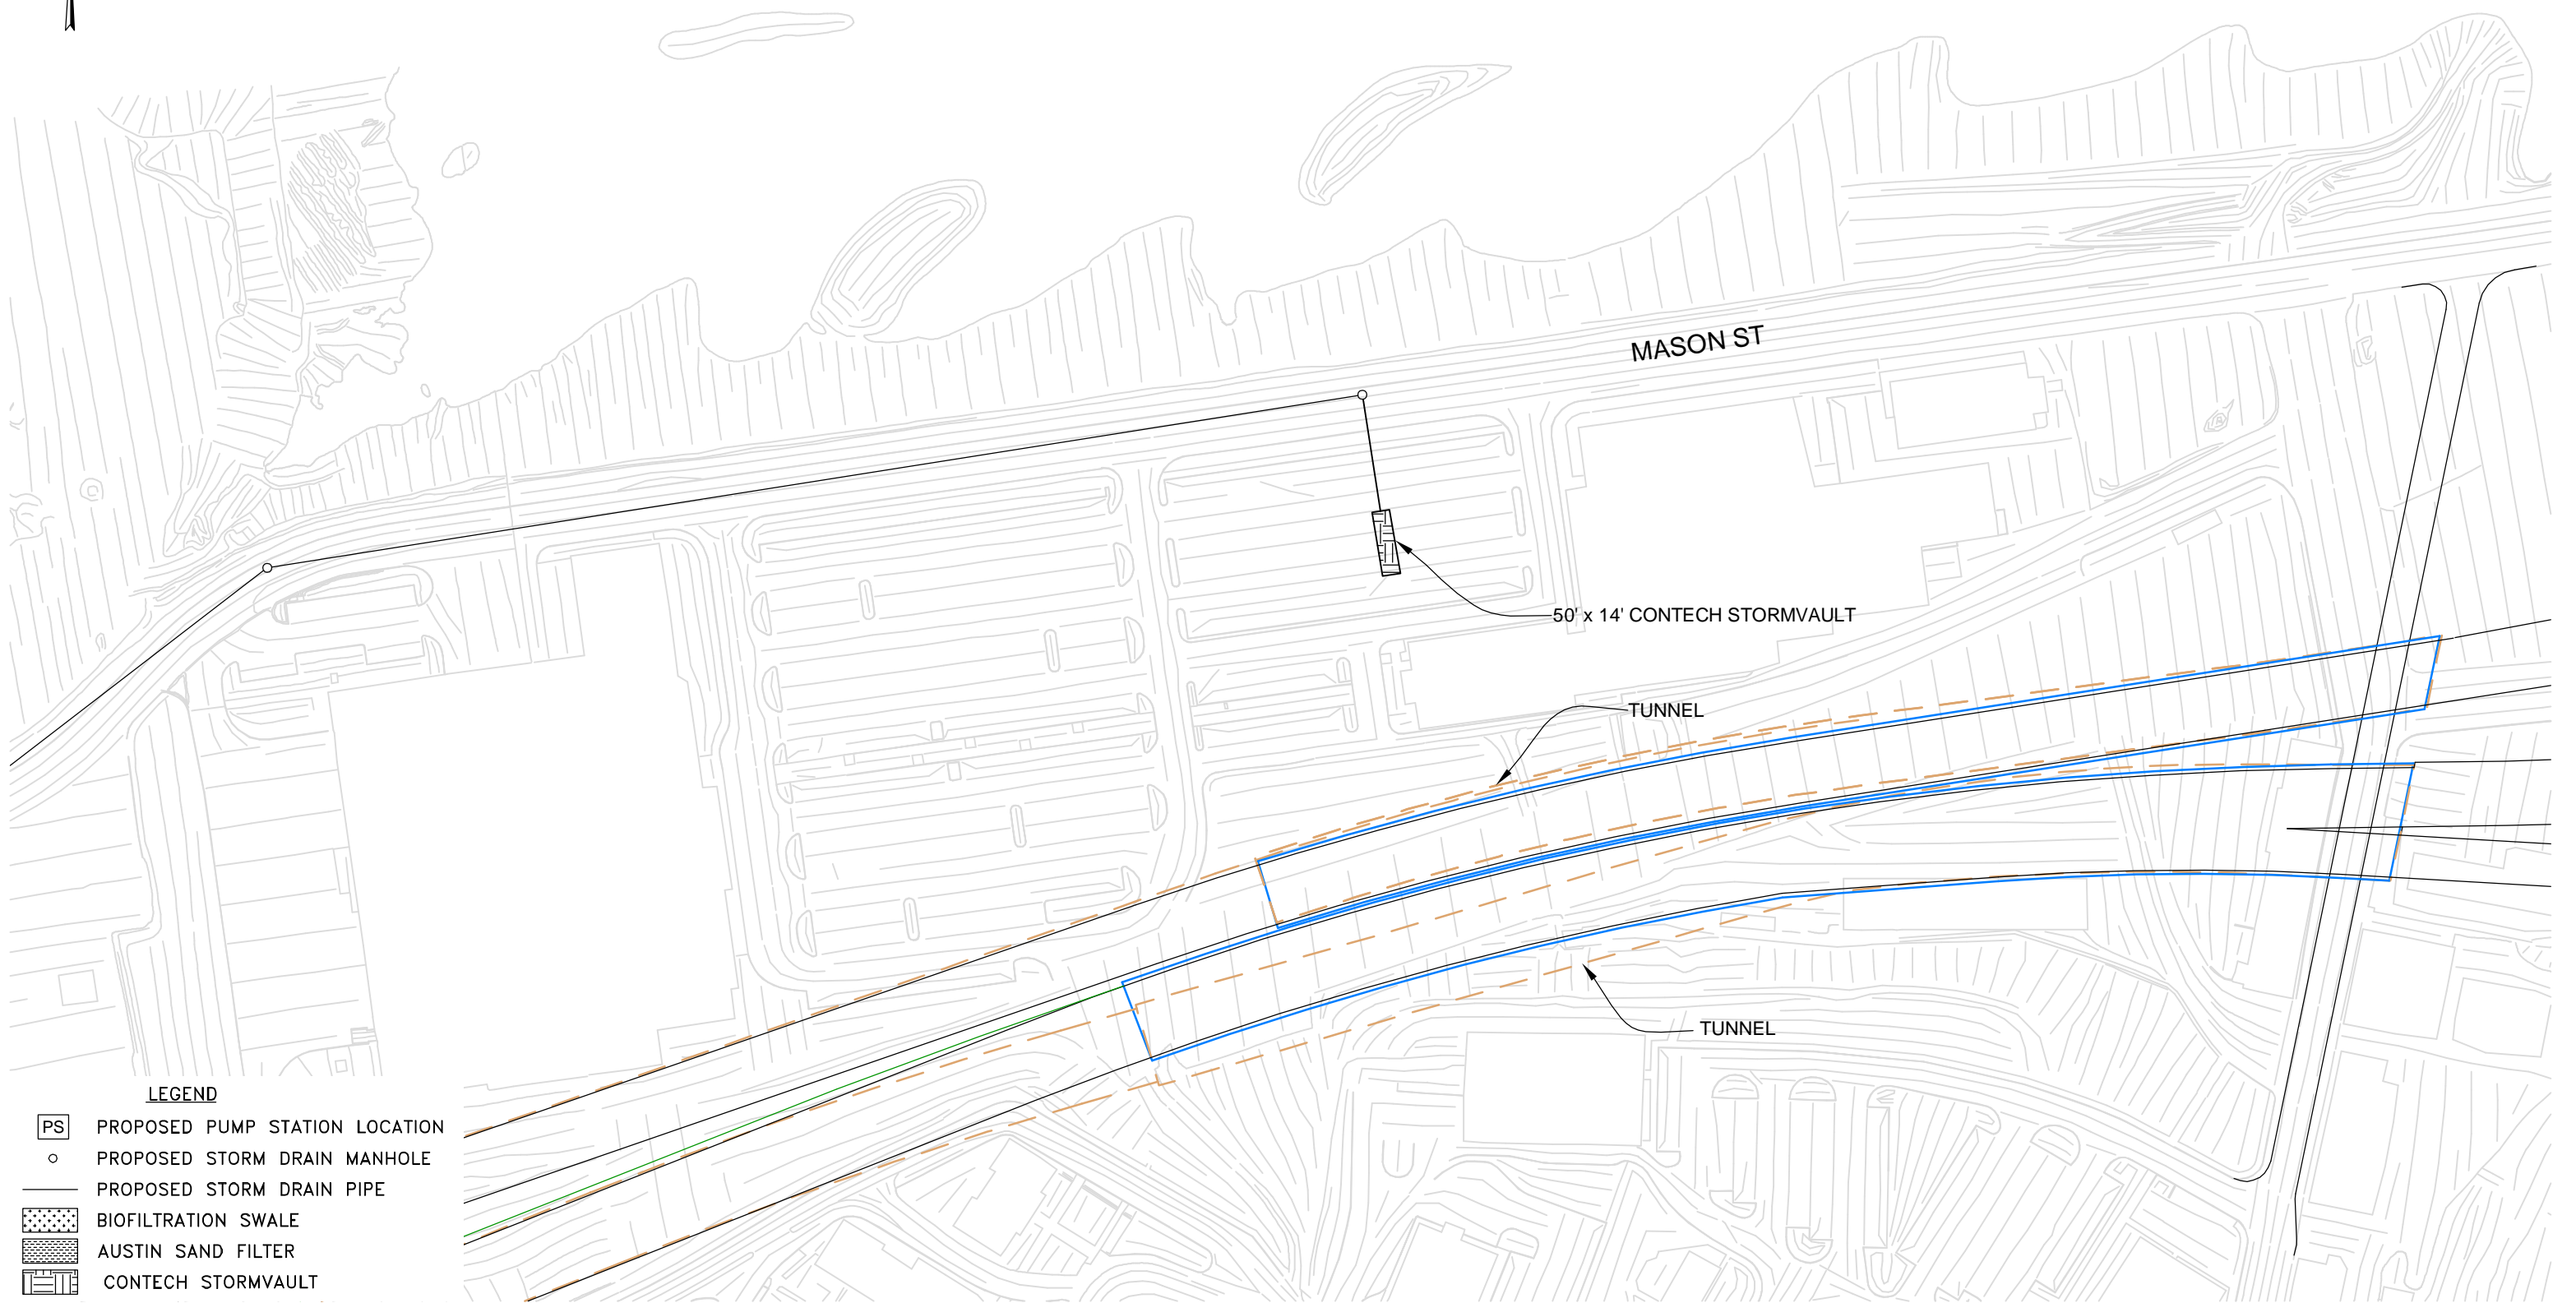 MASON ST
50' x 14' CONTECH STORMVAULT
TUNNEL
TUNNEL
LEGEND
PS PROPOSED PUMP STATION LOCATION
PROPOSED STORM DRAIN MANHOLE
PROPOSED STORM DRAIN PIPE
BIOFILTRATION SWALE
AUSTIN SAND FILTER
CONTECH STORMVAULT